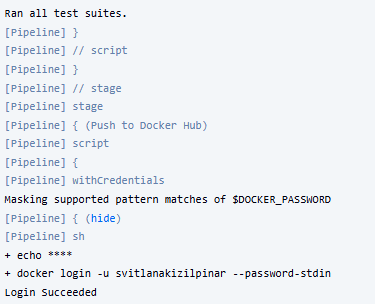 Ran all test suites.
[Pipeline] }
[Pipeline] // script
[Pipeline] }
[Pipeline] // stage
[Pipeline] stage
[Pipeline] { (Push to Docker Hub)
[Pipeline] script
[Pipeline] {
[Pipeline] withCredentials
Masking supported pattern matches of $DOCKER_PASSWORD
[Pipeline] { (hide)
[Pipeline] sh
+ echo ****
+ docker login -u svitlanakizilpinar --password-stdin
Login Succeeded